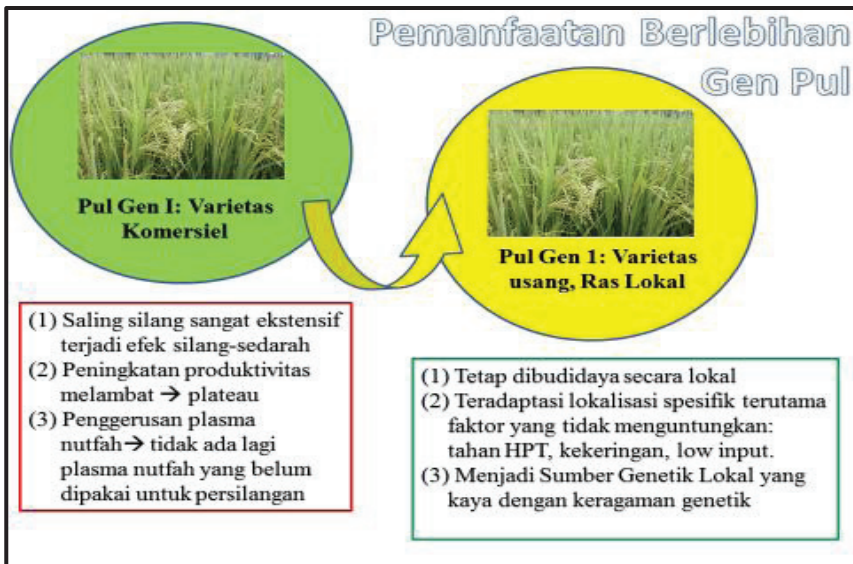 Pemanfaatan Berlebihan
Gen Pul
Pul Gen I: Varietas
Komersiel
Pul Gen 1: Varietas
usang, Ras Lokal
(1) Saling silang sangat ekstensif
terjadi efek silang-sedarah
(2) Peningkatan produktivitas
melambat → plateau
(3) Penggerusan plasma
nutfah→ tidak ada lagi
plasma nutfah yang belum
dipakai untuk persilangan
(1) Tetap dibudidaya secara lokal
(2) Teradaptasi lokalisasi spesifik terutama
faktor yang tidak menguntungkan:
tahan HPT, kekeringan, low input.
(3) Menjadi Sumber Genetik Lokal yang
kaya dengan keragaman genetik